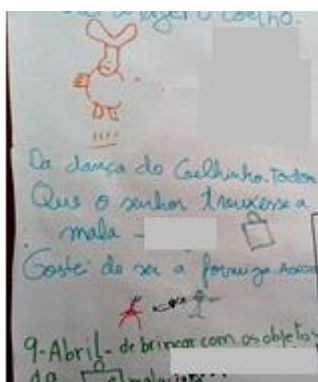 coelho.
Da dança do Coelhinho. Todos
Que o senhor trouxesse a
mala -
Gostei de ser a formiga.
9-Abril - de brincar com os objetos